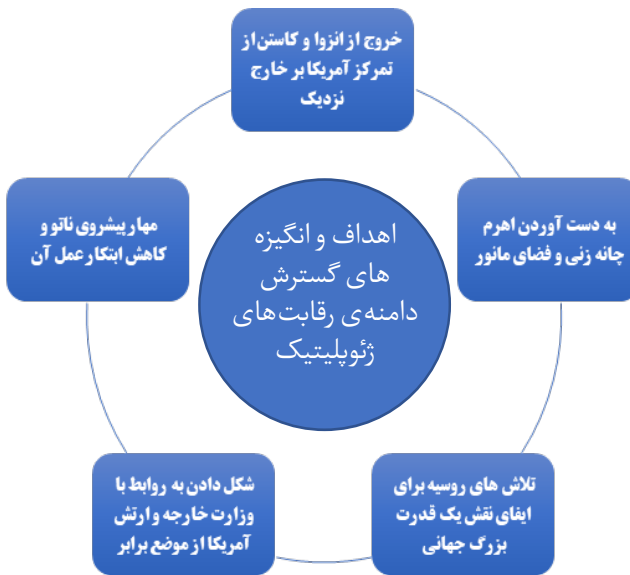 خروج از انزوا و کاستن از
تمرکز آمریکا بر خارج
نزدیک
به دست آوردن اهرم
چانه زنی و فضای مانور
تلاش های روسیه برای
ایفای نقش یک قدرت
بزرگ جهانی
شکل دادن به روابط با
وزارت خارجه و ارتش
آمریکا از موضع برابر
مهار پیشروی ناتو و
کاهش ابتکار عمل آن
اهداف و انگیزه
های گسترش
دامنه‌ی رقابت‌های
ژئوپلیتیک